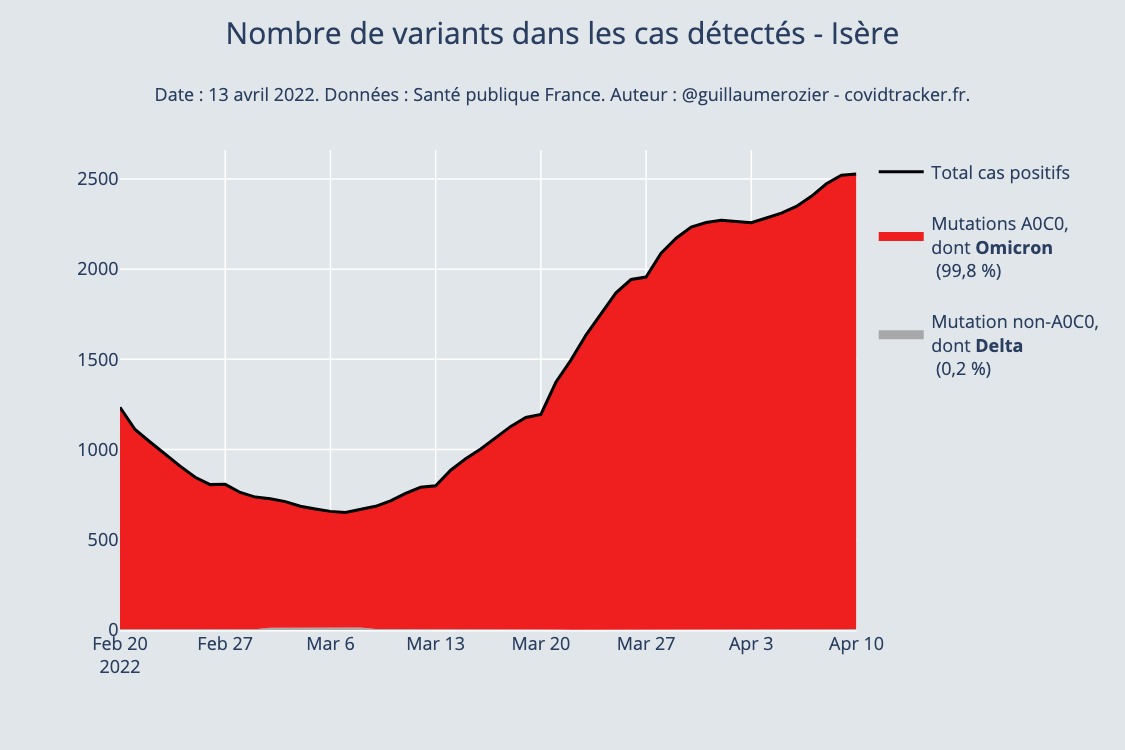 Nombre de variants dans les cas détectés - Isère
Date : 13 avril 2022. Données : Santé publique France. Auteur : @guillaumerozier - covidtracker.fr.
2500
2000
1500
1000
500
0
Feb 20
2022
Feb 27
Mar 6
Mar 13
Mar 20
Mar 27
Apr 3
Apr 10
Total cas positifs
Mutations A0C0,
dont Omicron
(99,8 %)
Mutation non-A0C0,
dont Delta
(0,2 %)